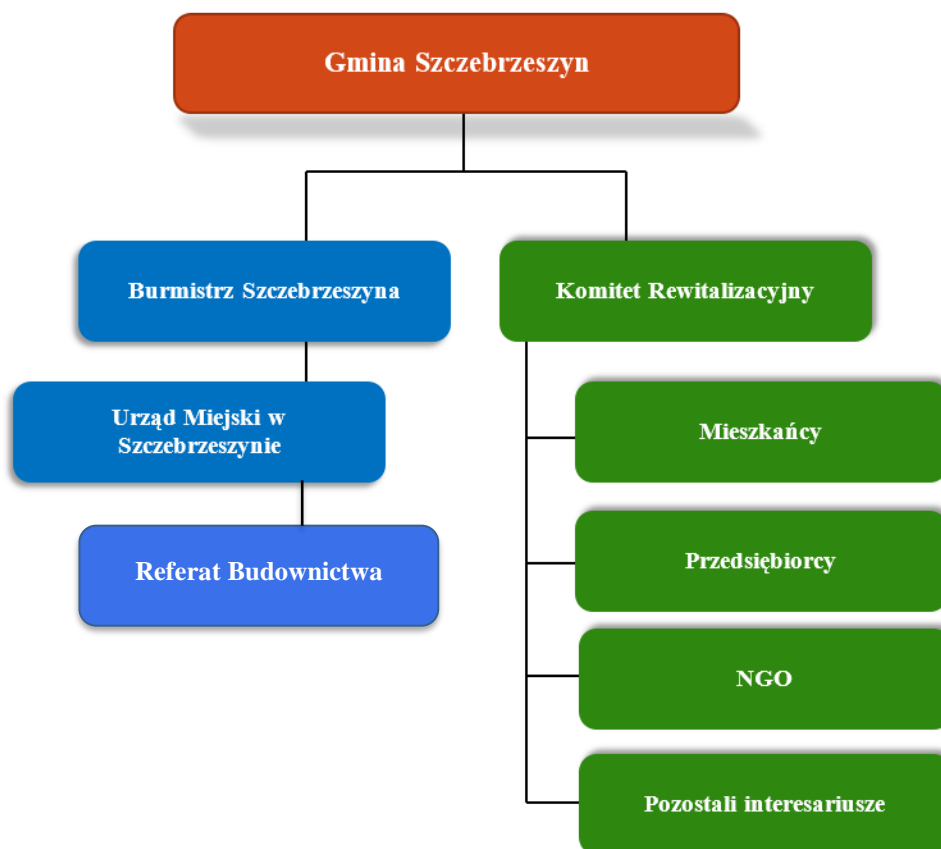 Gmina Szczebrzeszyn
Burmistrz Szczebrzeszyna
Komitet Rewitalizacyjny
Urząd Miejski w
Szczebrzeszynie
Mieszkańcy
Referat Budownictwa
Przedsiębiorcy
NGO
Pozostali interesariusze